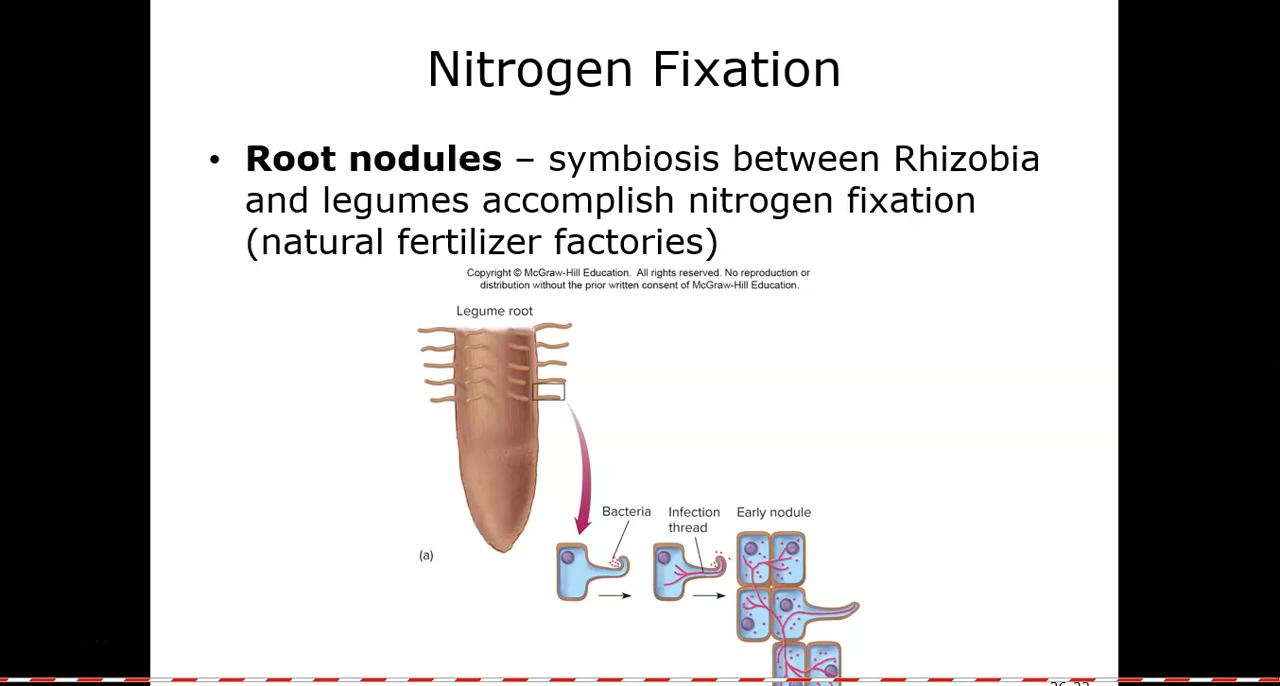 Nitrogen Fixation
• Root nodules – symbiosis between Rhizobia
and legumes accomplish nitrogen fixation
(natural fertilizer factories)
Copyright © McGraw-Hill Education. All rights reserved. No reproduction or
distribution without the prior written consent of McGraw-Hill Education.
Legume root
Bacteria
Infection
thread
Early nodule
(a)